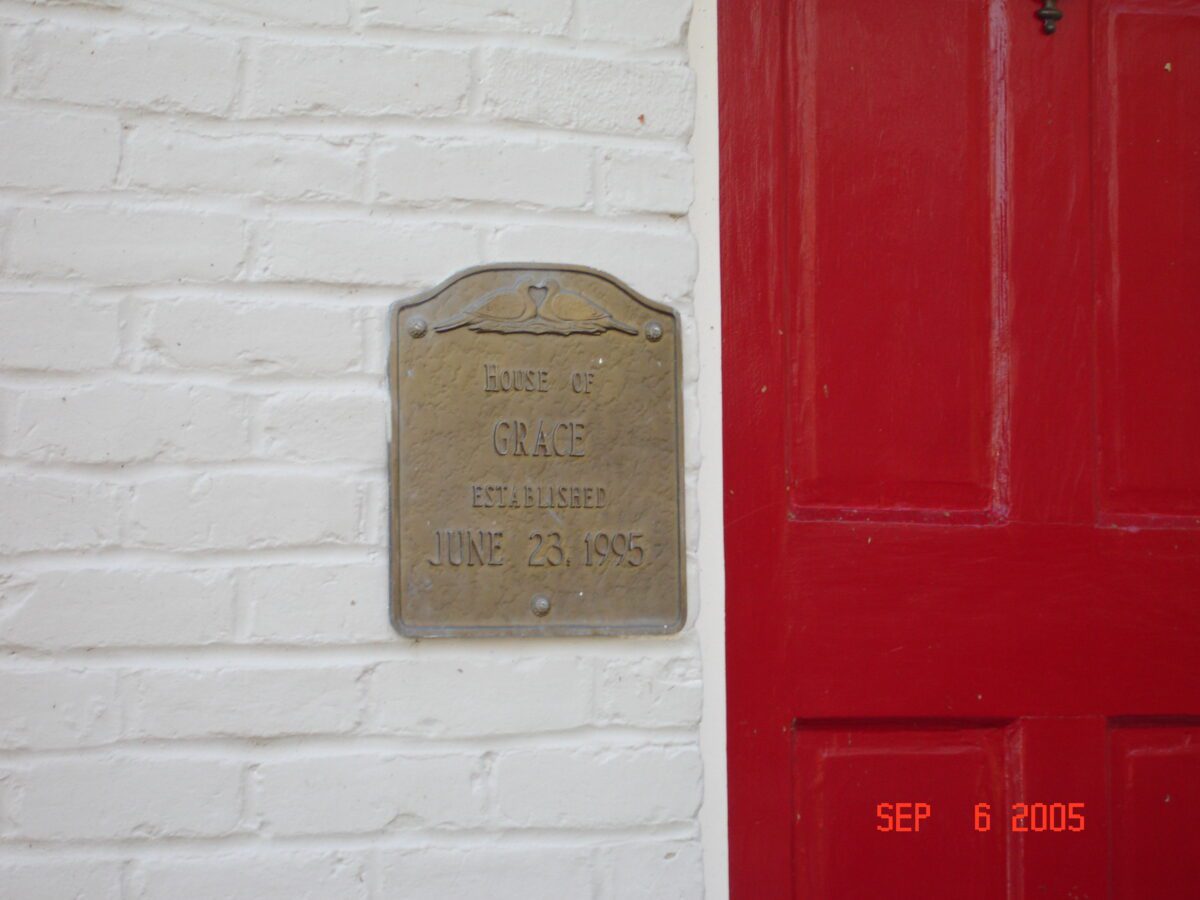 House of
GRACE
ESTABLISHED
JUNE 23, 1995
SEP 6 2005